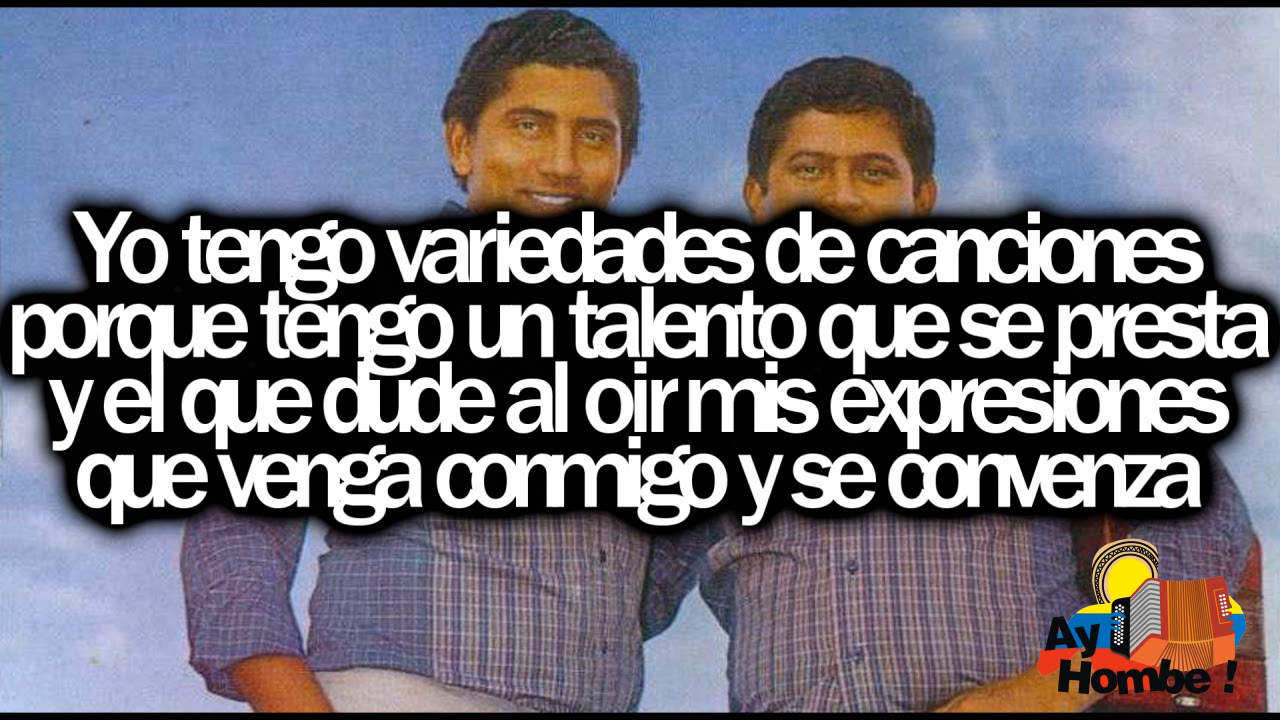 Yo tengo variedades de canciones
porque tengo un talento que se presta
y el que dude al oir mis expresiones
que venga conmigo y se convenza
Ay
Hombe !